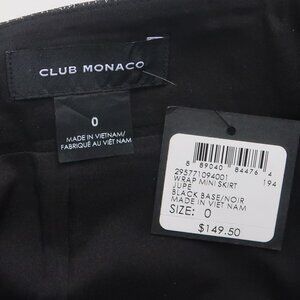 CLUB MONACO
0
MADE IN VIETNAM/
FABRIQUÉ AU VIÊT NAM
8 89040 84476 4
295771094001 194
WRAP MINI SKIRT
JUPE
BLACK BASE/NOIR
MADE IN VIET NAM
SIZE: 0
$149.50